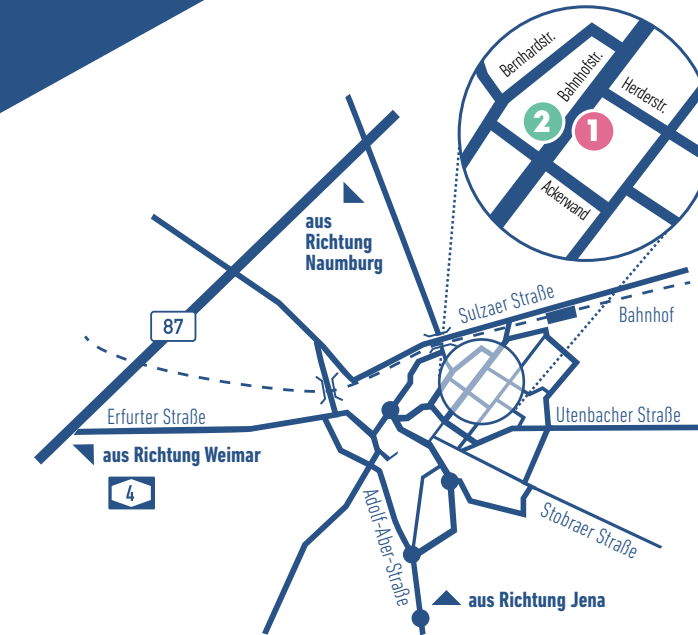 Bernhardstr.
Bahnhofstr.
Herderstr.
2
1
Ackerwand
aus
Richtung
Naumburg
Sulzaer Straße
Bahnhof
87
Erfurter Straße
Utenbacher Straße
aus Richtung Weimar
4
Adolf-Aber-Straße
Stobraer Straße
aus Richtung Jena